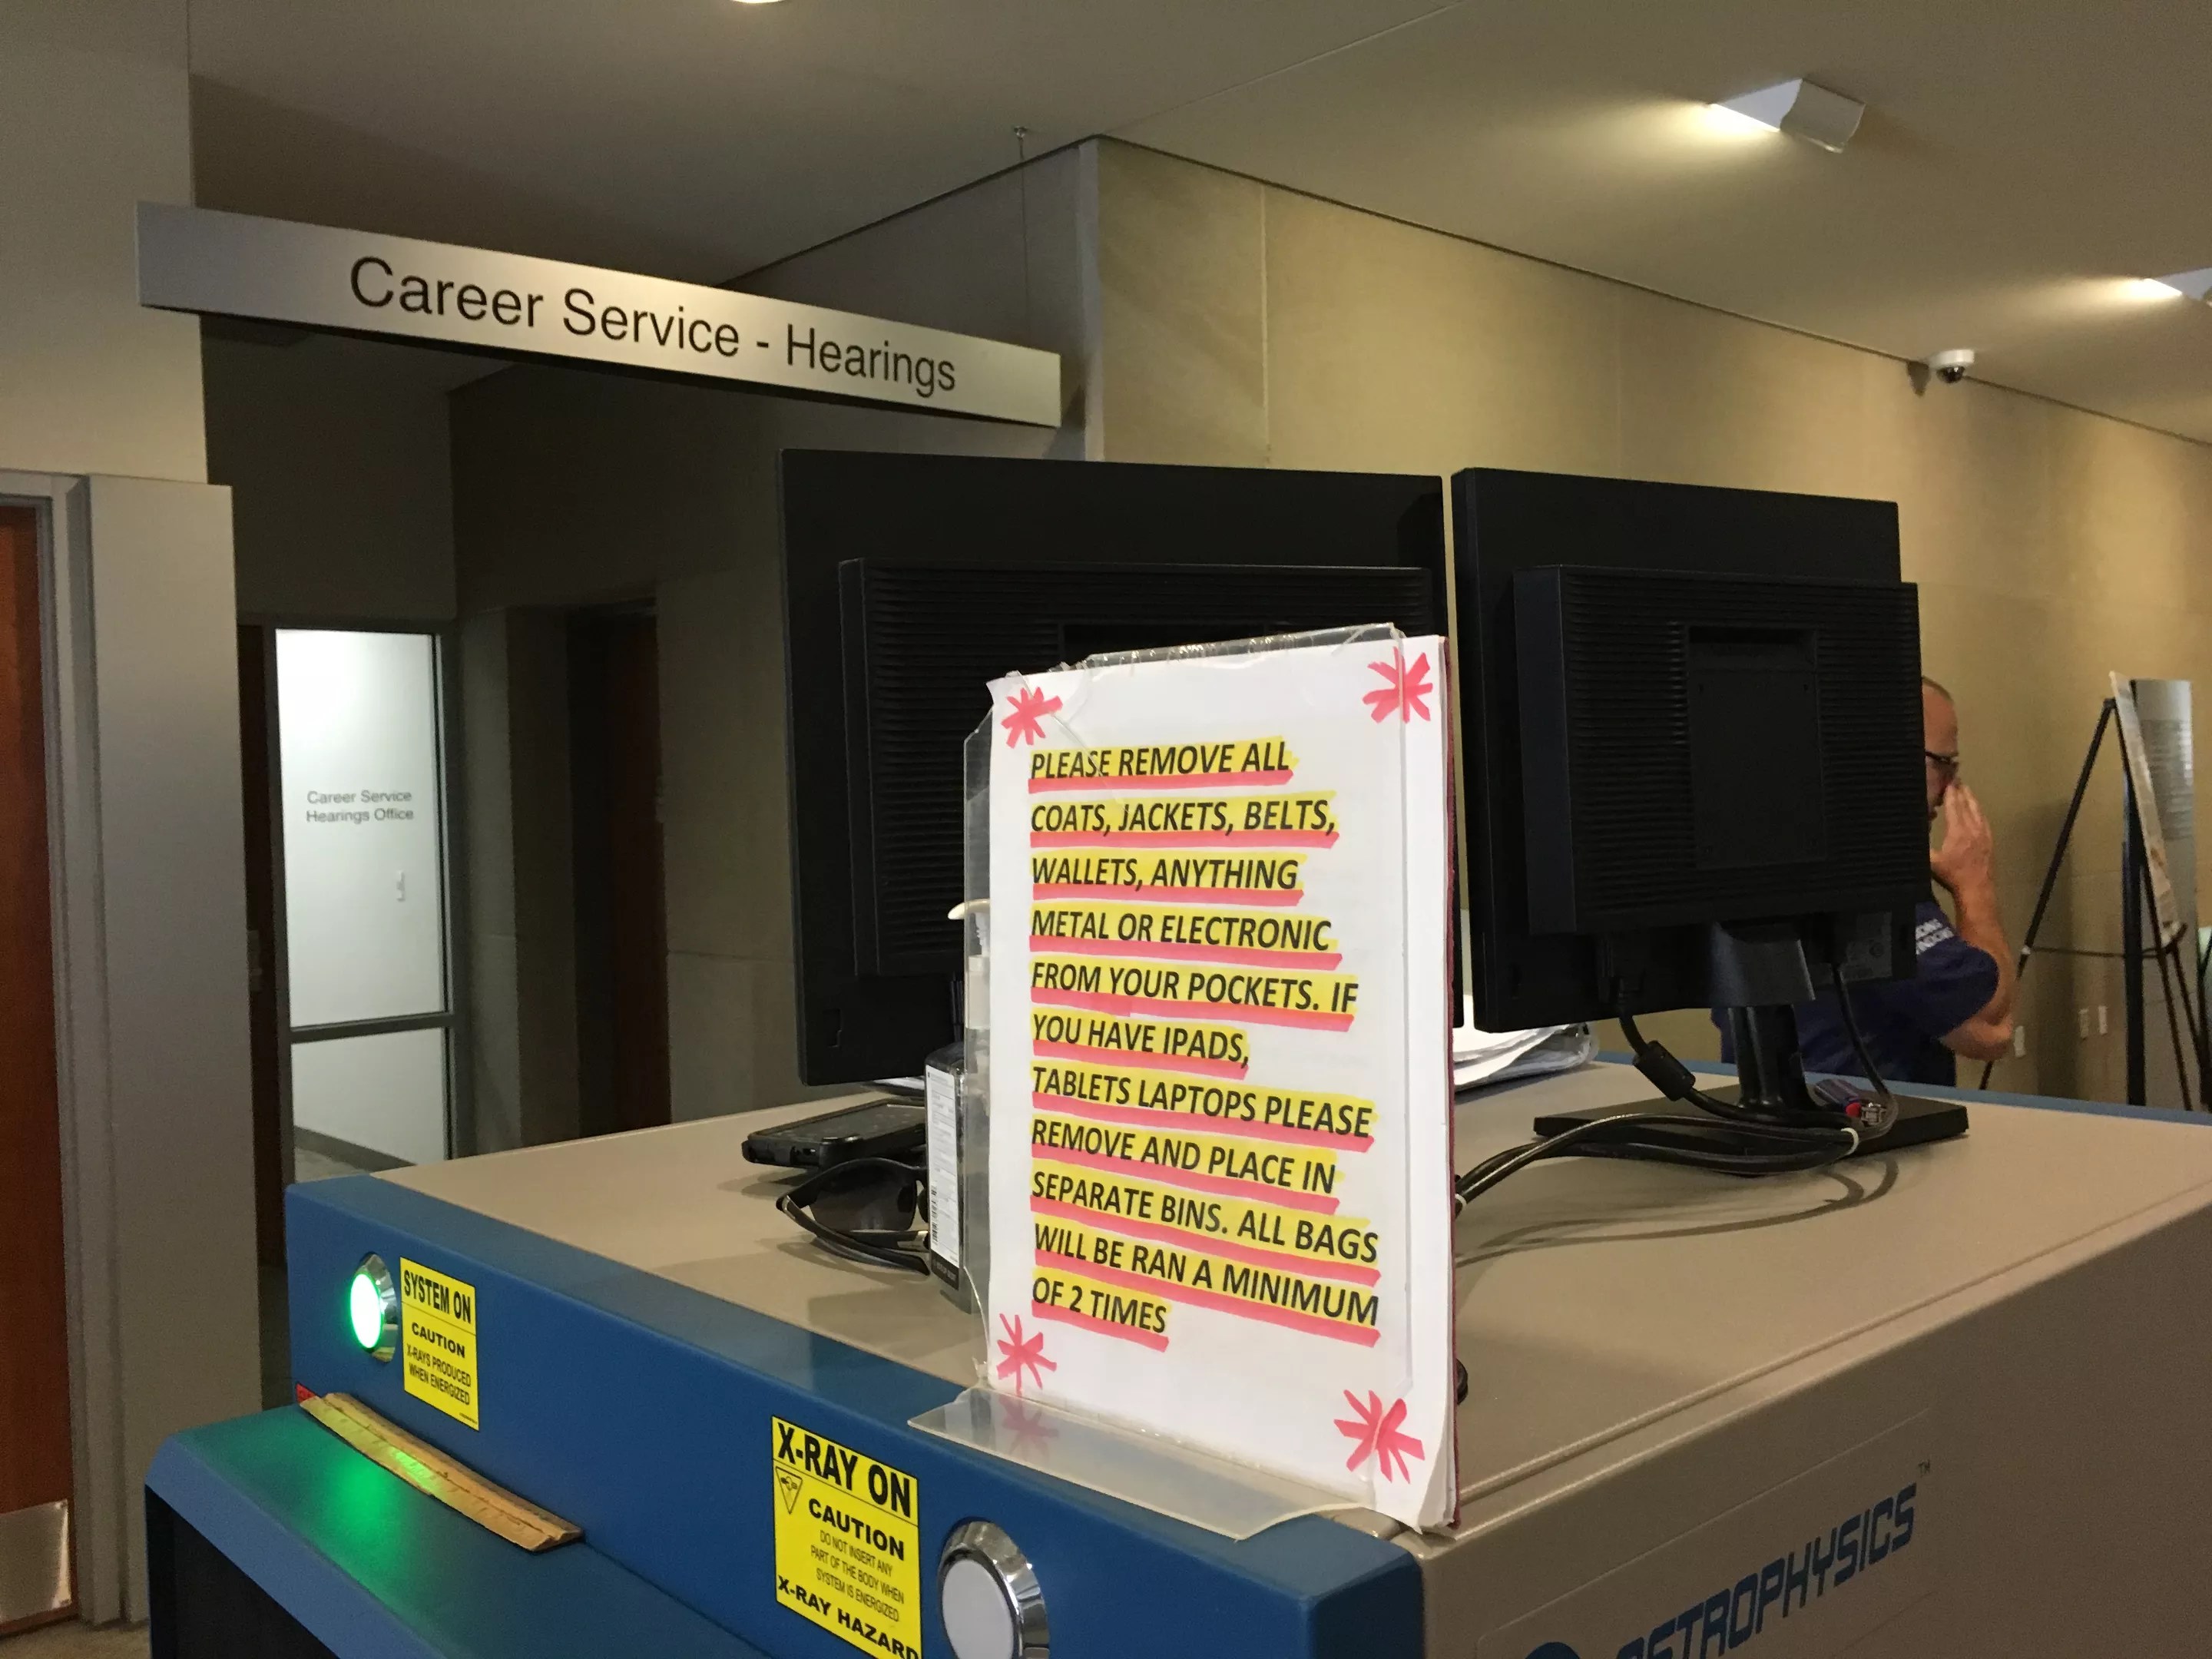 Career Service - Hearings
Career Service
Hearings Office
PLEASE REMOVE ALL
COATS, JACKETS, BELTS,
WALLETS, ANYTHING
METAL OR ELECTRONIC
FROM YOUR POCKETS. IF
YOU HAVE IPADS,
TABLETS LAPTOPS PLEASE
REMOVE AND PLACE IN
SEPARATE BINS. ALL BAGS
WILL BE RAN A MINIMUM
OF 2 TIMES
SYSTEM ON
CAUTION
X-RAYS PRODUCED
WHEN ENERGIZED
X-RAY ON
CAUTION
DO NOT INSERT ANY
PART OF THE BODY WHEN
SYSTEM IS ENERGIZED
X-RAY HAZARD
ASTROPHYSICS™